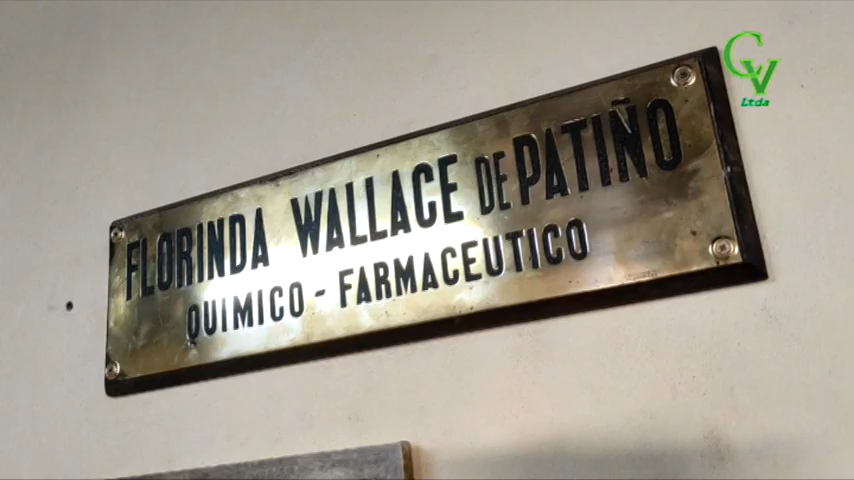 FLORINDA WALLACE DE PATIÑO
QUIMICO - FARMACEUTICO
GV
Ltda